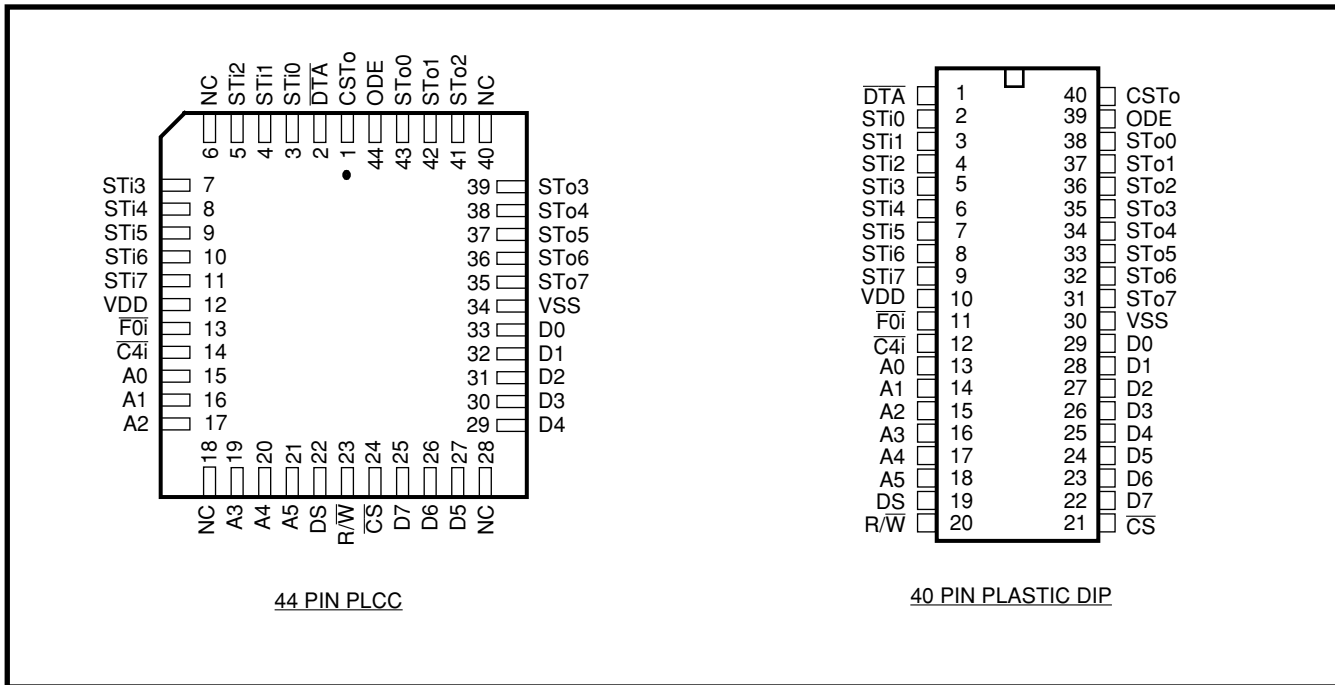 NC STi2 STi1 STi0 D̅T̅A̅ CSTo ODE STo0 STo1 STo2 NC
6 5 4 3 2 1 44 43 42 41 40
STi3 7
STi4 8
STi5 9
STi6 10
STi7 11
VDD 12
F̅0̅i̅ 13
C̅4̅i̅ 14
A0 15
A1 16
A2 17
39 STo3
38 STo4
37 STo5
36 STo6
35 STo7
34 VSS
33 D0
32 D1
31 D2
30 D3
29 D4
18 19 20 21 22 23 24 25 26 27 28
NC A3 A4 A5 DS R/W̅ C̅S̅ D7 D6 D5 NC
44 PIN PLCC
D̅T̅A̅ 1 40 CSTo
STi0 2 39 ODE
STi1 3 38 STo0
STi2 4 37 STo1
STi3 5 36 STo2
STi4 6 35 STo3
STi5 7 34 STo4
STi6 8 33 STo5
STi7 9 32 STo6
VDD 10 31 STo7
F̅0̅i̅ 11 30 VSS
C̅4̅i̅ 12 29 D0
A0 13 28 D1
A1 14 27 D2
A2 15 26 D3
A3 16 25 D4
A4 17 24 D5
A5 18 23 D6
DS 19 22 D7
R/W̅ 20 21 C̅S̅
40 PIN PLASTIC DIP